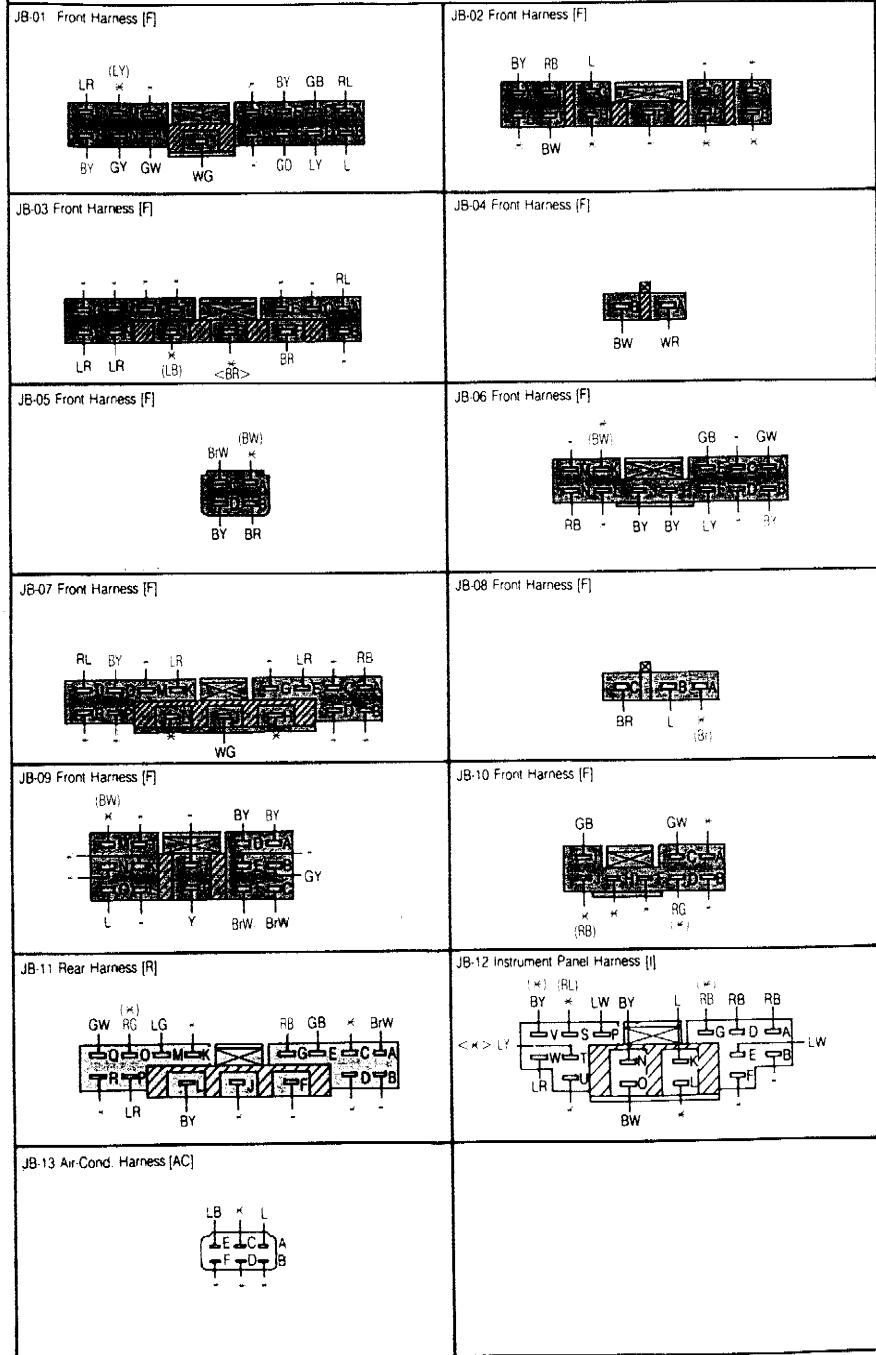 JB-01 Front Harness [F]
(LY)
LR * - * BY GB RL
BY GY GW WG - GO LY L
JB-02 Front Harness [F]
BY RB L - *
* BW * - * *
JB-03 Front Harness [F]
- - - * - - RL
LR LR * * BR -
(LB) <BR>
JB-04 Front Harness [F]
A
BW WR
JB-05 Front Harness [F]
(BW)
BrW *
D
BY BR
JB-06 Front Harness [F]
*
- (BW) GB - GW
A
D B
RB - BY BY LY - BY
JB-07 Front Harness [F]
RL BY - LR - LR - RB
O M K G E C A
D B
- - * WG * - -
JB-08 Front Harness [F]
C B A
BR L *
(Br)
JB-09 Front Harness [F]
(BW)
* - - BY BY
D A
- B -
GY
C
L - Y BrW BrW
JB-10 Front Harness [F]
GB GW *
C A
D B
* * * RG -
(RB) (*)
JB-11 Rear Harness [R]
(*)
GW RG LG * RB GB * BrW
Q O M K G E C A
R P L J F D B
- LR BY - - - -
JB-12 Instrument Panel Harness [I]
(*) (RL) (*)
BY * LW BY L RB RB RB
<*> LY V S P G D A LW
W T N K E B
U O L F
LR - BW * - -
JB-13 Air-Cond. Harness [AC]
LB * L
E C A
F D B
- - -